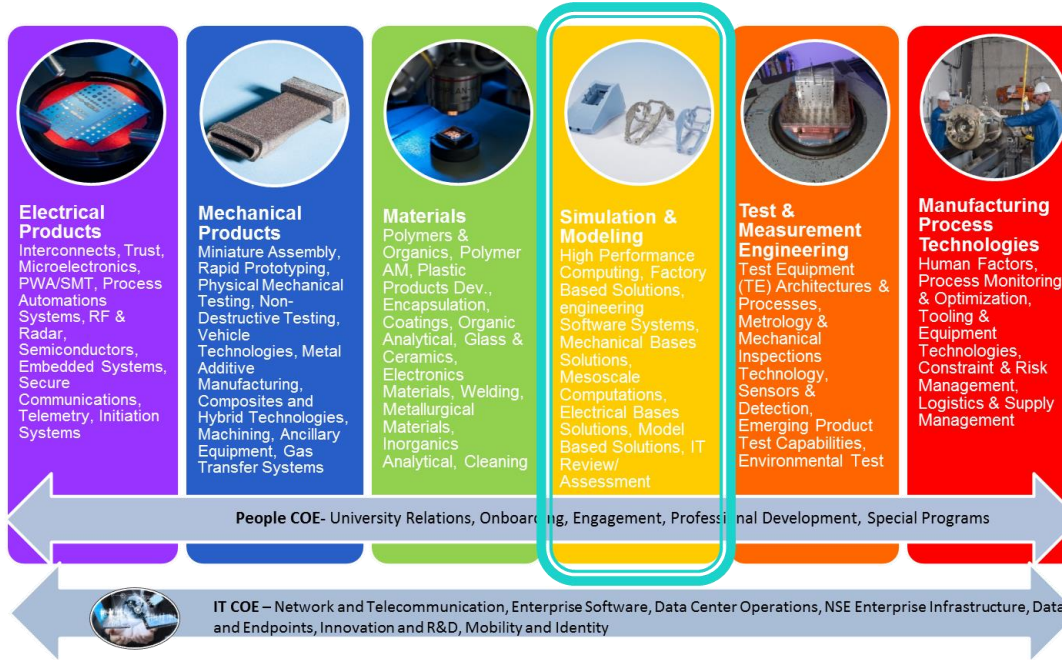 Electrical
Products
Interconnects, Trust,
Microelectronics,
PWA/SMT, Process
Automations
Systems, RF &
Radar,
Semiconductors,
Embedded Systems,
Secure
Communications,
Telemetry, Initiation
Systems
Mechanical
Products
Miniature Assembly,
Rapid Prototyping,
Physical Mechanical
Testing, Non-
Destructive Testing,
Vehicle
Technologies, Metal
Additive
Manufacturing,
Composites and
Hybrid Technologies,
Machining, Ancillary
Equipment, Gas
Transfer Systems
Materials
Polymers &
Organics, Polymer
AM, Plastic
Products Dev.,
Encapsulation,
Coatings, Organic
Analytical, Glass &
Ceramics,
Electronics
Materials, Welding,
Metallurgical
Materials,
Inorganics
Analytical, Cleaning
Simulation &
Modeling
High Performance
Computing, Factory
Based Solutions,
engineering
Software Systems,
Mechanical Bases
Solutions,
Mesoscale
Computations,
Electrical Bases
Solutions, Model
Based Solutions, IT
Review/
Assessment
Test &
Measurement
Engineering
Test Equipment
(TE) Architectures &
Processes,
Metrology &
Mechanical
Inspections
Technology,
Sensors &
Detection,
Emerging Product
Test Capabilities,
Environmental Test
Manufacturing
Process
Technologies
Human Factors,
Process Monitoring
& Optimization,
Tooling &
Equipment
Technologies,
Constraint & Risk
Management,
Logistics & Supply
Management
People COE- University Relations, Onboarding, Engagement, Professional Development, Special Programs
IT COE – Network and Telecommunication, Enterprise Software, Data Center Operations, NSE Enterprise Infrastructure, Data
and Endpoints, Innovation and R&D, Mobility and Identity